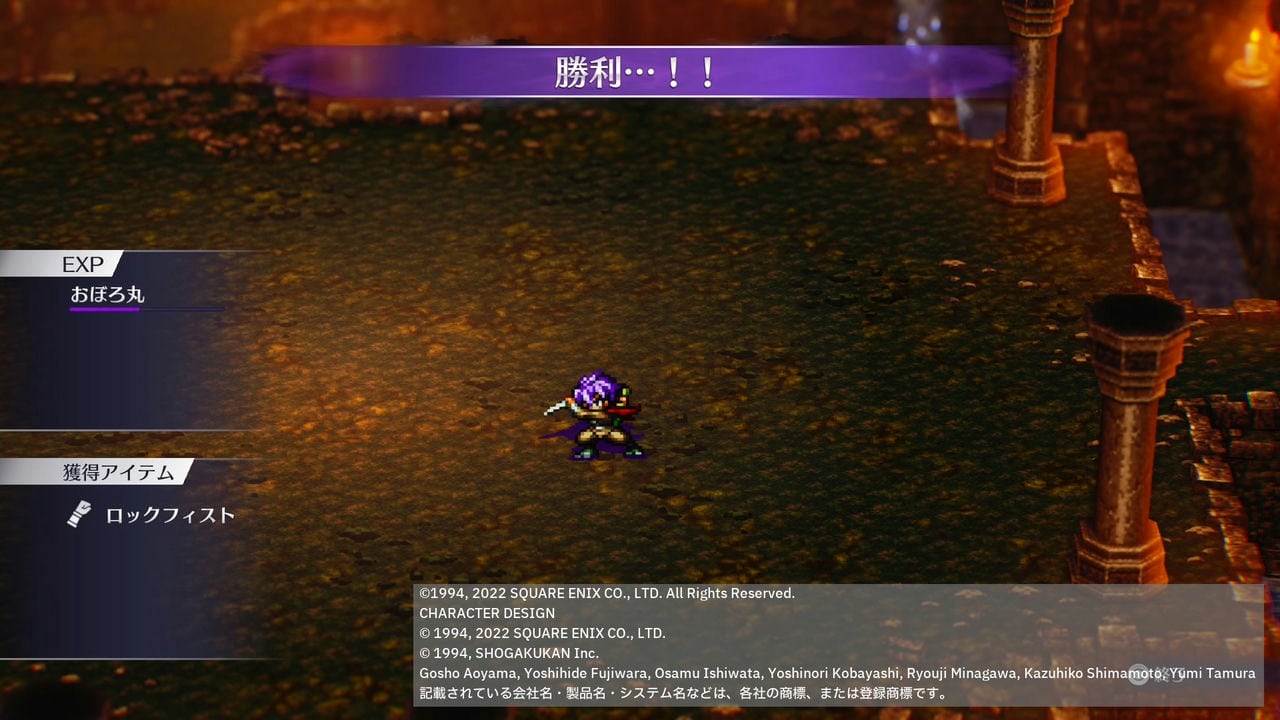 勝利…！！
EXP
おぼろ丸
獲得アイテム
ロックフィスト
©1994, 2022 SQUARE ENIX CO., LTD. All Rights Reserved.
CHARACTER DESIGN
© 1994, 2022 SQUARE ENIX CO., LTD.
© 1994, SHOGAKUKAN Inc.
Gosho Aoyama, Yoshihide Fujiwara, Osamu Ishiwata, Yoshinori Kobayashi, Ryouji Minagawa, Kazuhiko Shimamoto, Yumi Tamura
記載されている会社名・製品名・システム名などは、各社の商標、または登録商標です。